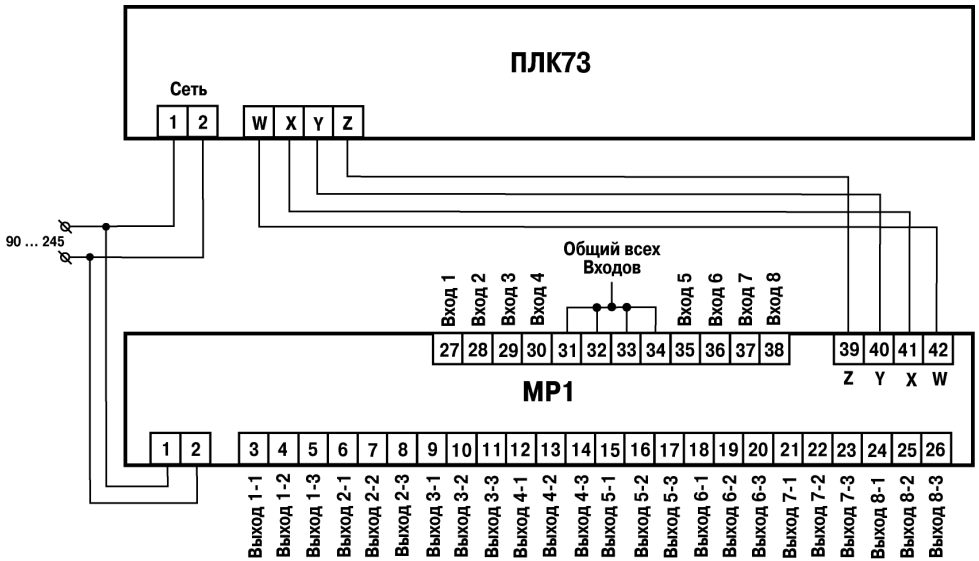 ПЛК73
Сеть
1 2 W X Y Z
90 ... 245
Общий всех
Входов
Вход 1 Вход 2 Вход 3 Вход 4 Вход 5 Вход 6 Вход 7 Вход 8
27 28 29 30 31 32 33 34 35 36 37 38 39 40 41 42
Z Y X W
МР1
1 2 3 4 5 6 7 8 9 10 11 12 13 14 15 16 17 18 19 20 21 22 23 24 25 26
Выход 1-1 Выход 1-2 Выход 1-3 Выход 2-1 Выход 2-2 Выход 2-3 Выход 3-1 Выход 3-2 Выход 3-3 Выход 4-1 Выход 4-2 Выход 4-3 Выход 5-1 Выход 5-2 Выход 5-3 Выход 6-1 Выход 6-2 Выход 6-3 Выход 7-1 Выход 7-2 Выход 7-3 Выход 8-1 Выход 8-2 Выход 8-3